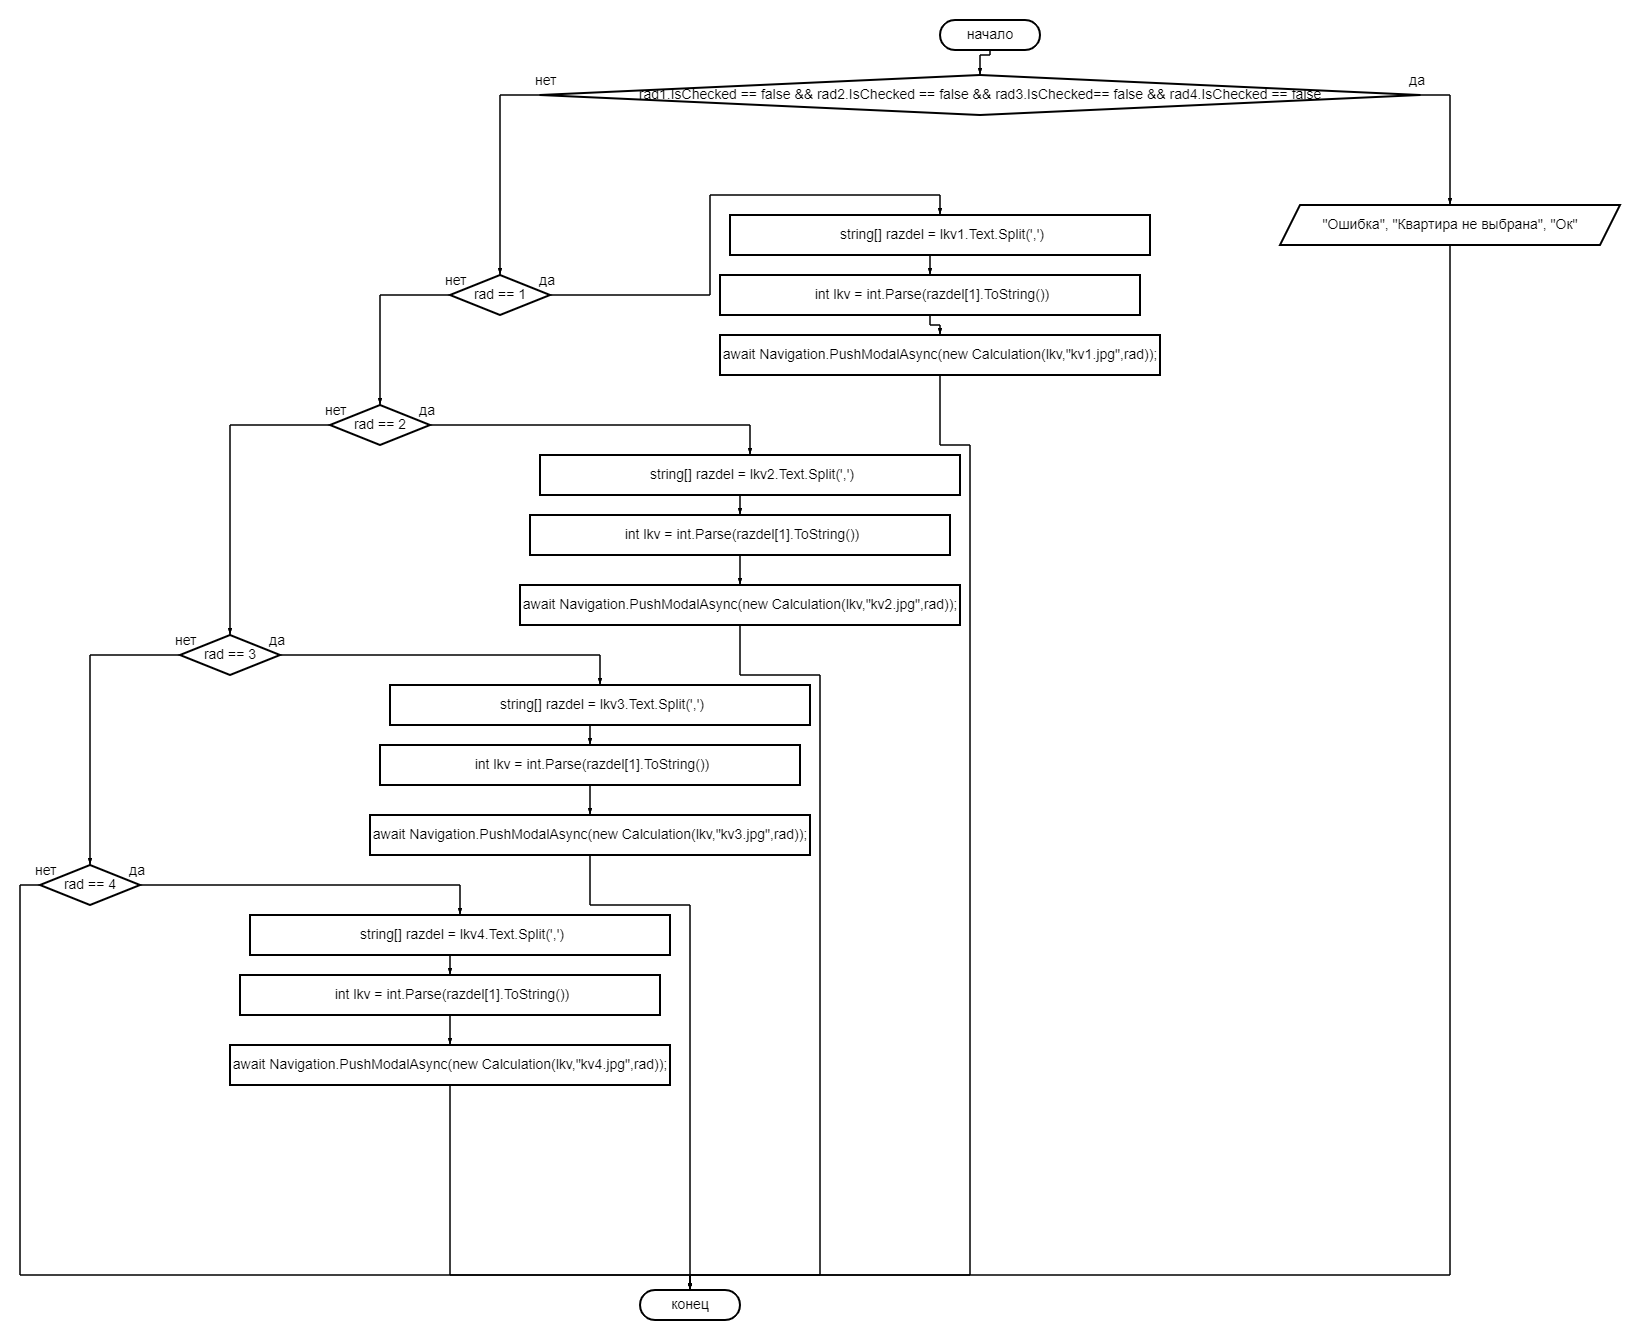 начало
нет
да
rad1.IsChecked == false && rad2.IsChecked == false && rad3.IsChecked== false && rad4.IsChecked == false
"Ошибка", "Квартира не выбрана", "Ок"
string[] razdel = lkv1.Text.Split(',')
нет
да
rad == 1
int lkv = int.Parse(razdel[1].ToString())
await Navigation.PushModalAsync(new Calculation(lkv,"kv1.jpg",rad));
нет
да
rad == 2
string[] razdel = lkv2.Text.Split(',')
int lkv = int.Parse(razdel[1].ToString())
await Navigation.PushModalAsync(new Calculation(lkv,"kv2.jpg",rad));
нет
да
rad == 3
string[] razdel = lkv3.Text.Split(',')
int lkv = int.Parse(razdel[1].ToString())
await Navigation.PushModalAsync(new Calculation(lkv,"kv3.jpg",rad));
нет
да
rad == 4
string[] razdel = lkv4.Text.Split(',')
int lkv = int.Parse(razdel[1].ToString())
await Navigation.PushModalAsync(new Calculation(lkv,"kv4.jpg",rad));
конец